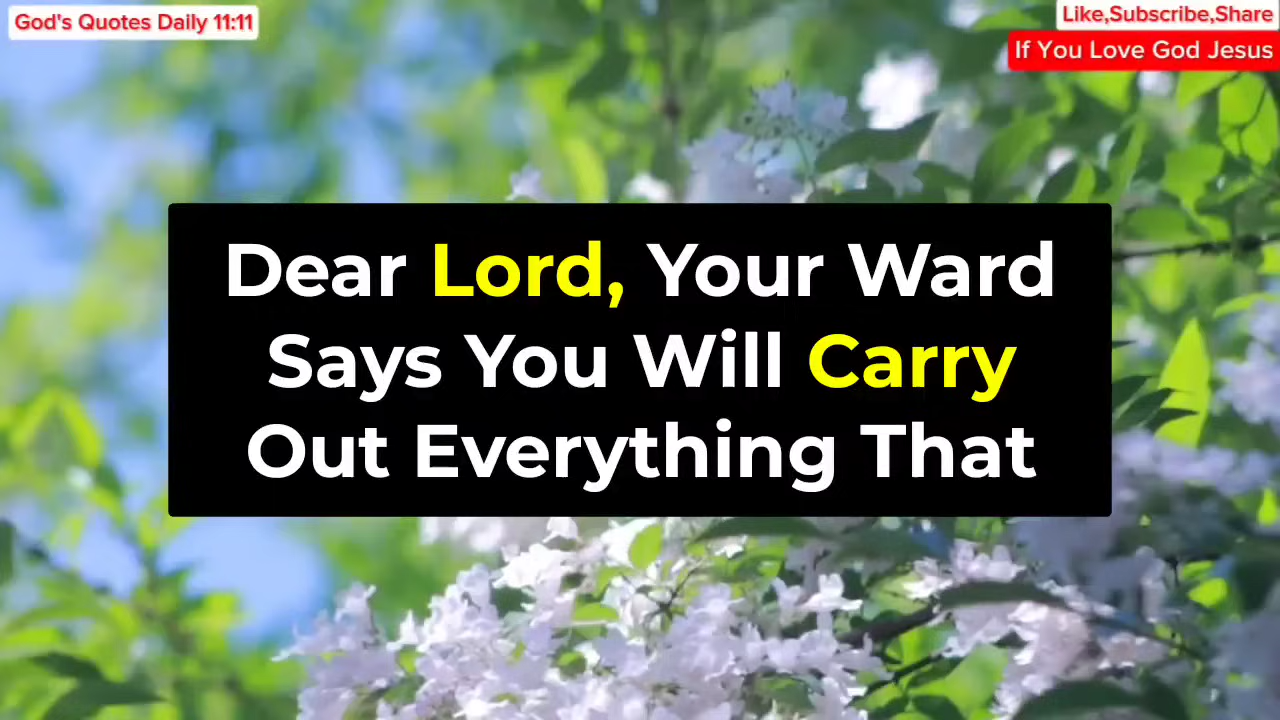 God's Quotes Daily 11:11
Like,Subscribe,Share
If You Love God Jesus
Dear Lord, Your Ward
Says You Will Carry
Out Everything That